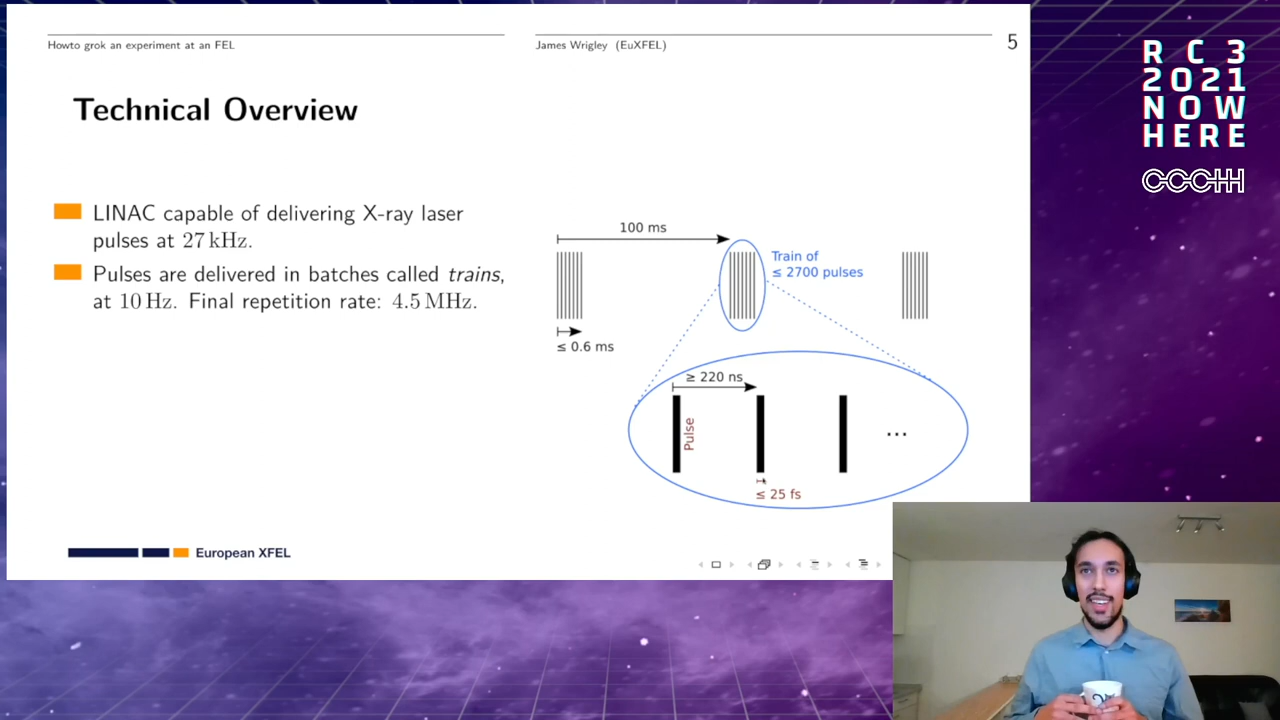 Howto grok an experiment at an FEL
James Wrigley (EuXFEL)
5
Technical Overview
LINAC capable of delivering X-ray laser
pulses at 27 kHz.
Pulses are delivered in batches called trains,
at 10 Hz. Final repetition rate: 4.5 MHz.
100 ms
Train of
≤ 2700 pulses
≤ 0.6 ms
≥ 220 ns
Pulse
...
≤ 25 fs
European XFEL
R C 3
2021
N O W
HERE
CCCHH